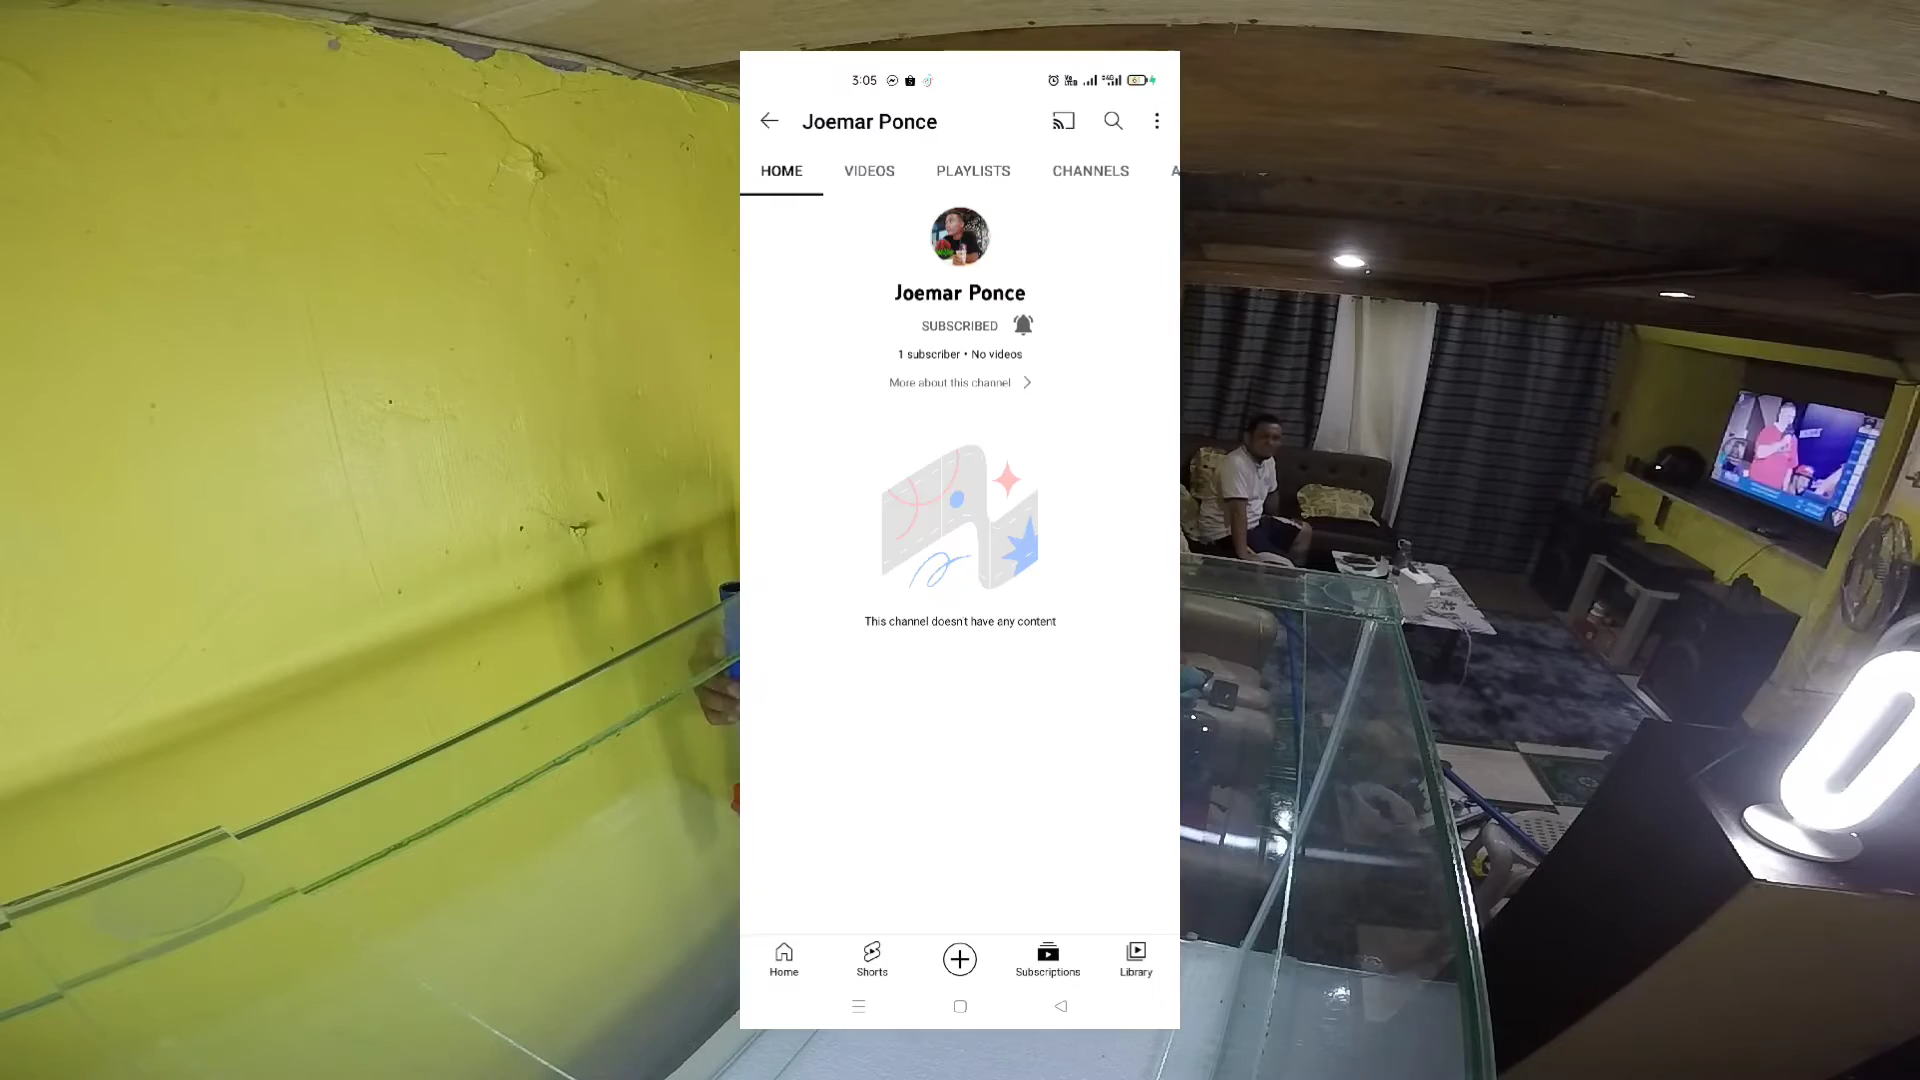 3:05
Joemar Ponce
HOME VIDEOS PLAYLISTS CHANNELS A
Joemar Ponce
SUBSCRIBED
1 subscriber • No videos
More about this channel
This channel doesn't have any content
Home Shorts Subscriptions Library